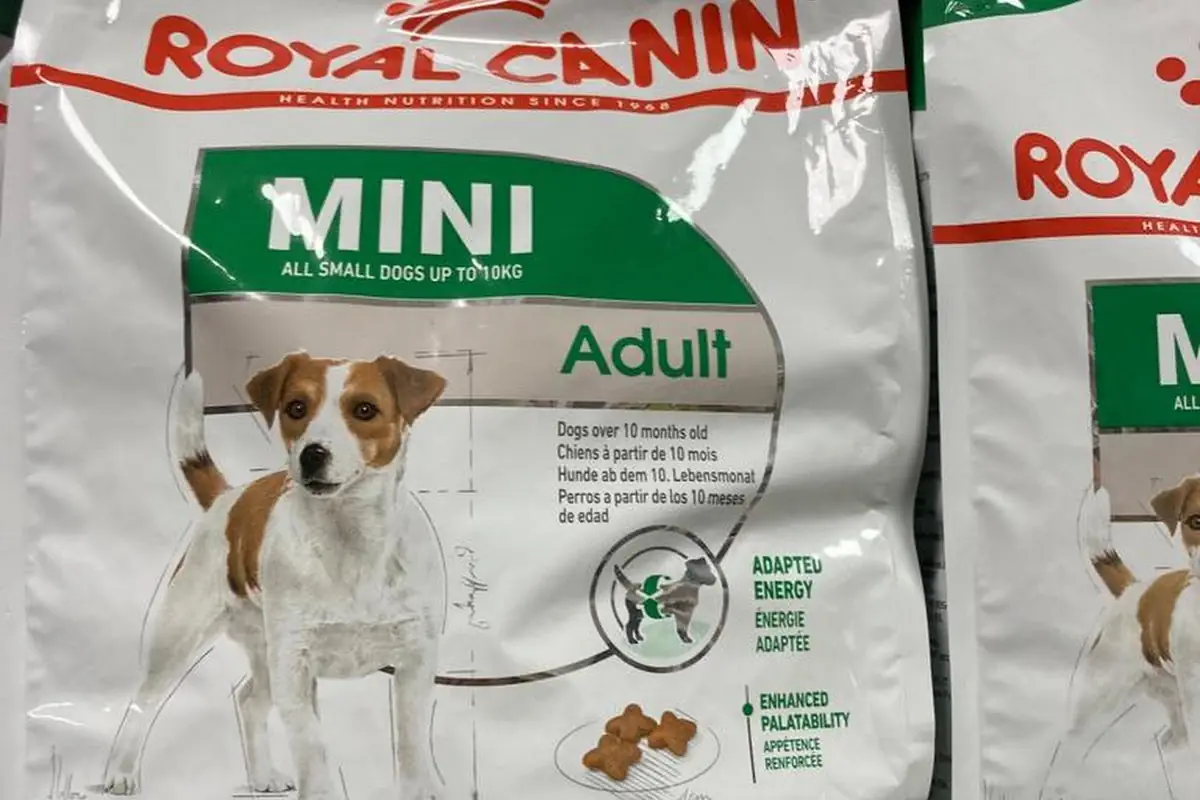 ROYAL CANIN
HEALTH NUTRITION SINCE 1968
MINI
ALL SMALL DOGS UP TO 10KG
Adult
Dogs over 10 months old
Chiens à partir de 10 mois
Hunde ab dem 10. Lebensmonat
Perros a partir de los 10 meses
de edad
ADAPTED
ENERGY
ÉNERGIE
ADAPTÉE
ENHANCED
PALATABILITY
APPÉTENCE
RENFORCÉE
ROYA
HEALT
M
ALL